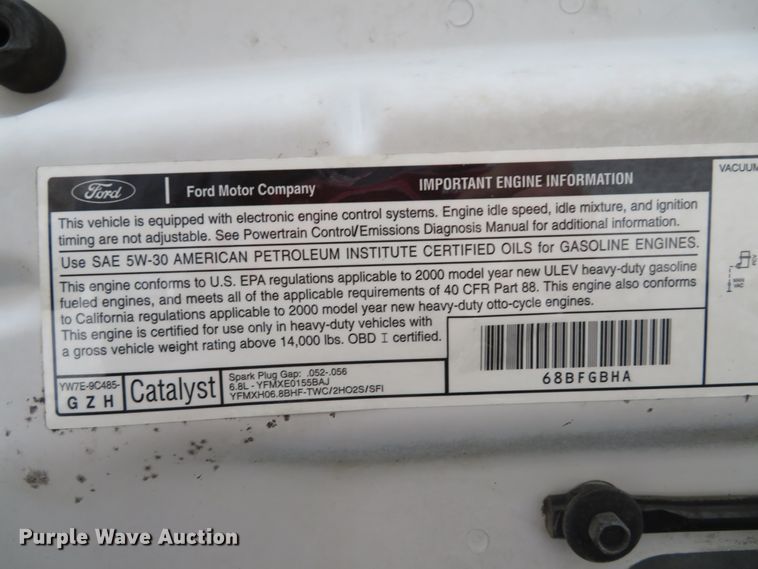 Ford
Ford Motor Company
IMPORTANT ENGINE INFORMATION
This vehicle is equipped with electronic engine control systems. Engine idle speed, idle mixture, and ignition
timing are not adjustable. See Powertrain Control/Emissions Diagnosis Manual for additional information.
Use SAE 5W-30 AMERICAN PETROLEUM INSTITUTE CERTIFIED OILS for GASOLINE ENGINES.
This engine conforms to U.S. EPA regulations applicable to 2000 model year new ULEV heavy-duty gasoline
fueled engines, and meets all of the applicable requirements of 40 CFR Part 88. This engine also conforms
to California regulations applicable to 2000 model year new heavy-duty otto-cycle engines.
This engine is certified for use only in heavy-duty vehicles with
a gross vehicle weight rating above 14,000 lbs. OBD I certified.
68BFGBHA
YW7E-9C485-
G Z H
Catalyst
Spark Plug Gap: .052-.056
6.8L - YFMXE0155BAJ
YFMXH06.8BHF-TWC/2HO2S/SFI
VACUUM
Purple Wave Auction